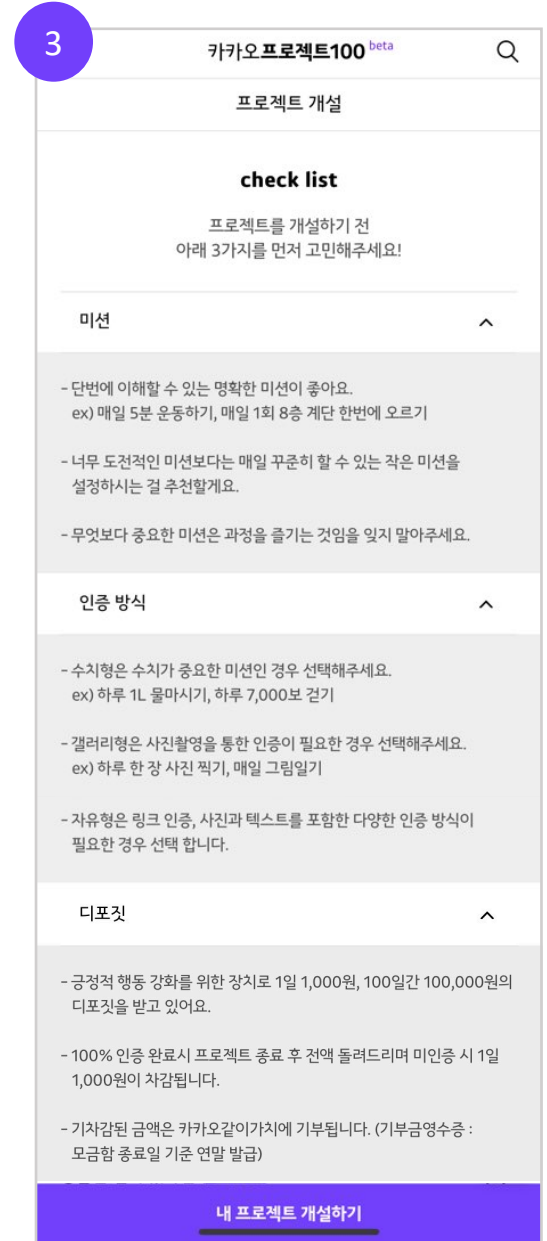 3
카카오프로젝트100 beta
프로젝트 개설
check list
프로젝트를 개설하기 전
아래 3가지를 먼저 고민해주세요!
미션
- 단번에 이해할 수 있는 명확한 미션이 좋아요.
ex) 매일 5분 운동하기, 매일 1회 8층 계단 한번에 오르기
- 너무 도전적인 미션보다는 매일 꾸준히 할 수 있는 작은 미션을
설정하시는 걸 추천할게요.
- 무엇보다 중요한 미션은 과정을 즐기는 것임을 잊지 말아주세요.
인증 방식
- 수치형은 수치가 중요한 미션인 경우 선택해주세요.
ex) 하루 1L 물마시기, 하루 7,000보 걷기
- 갤러리형은 사진촬영을 통한 인증이 필요한 경우 선택해주세요.
ex) 하루 한 장 사진 찍기, 매일 그림일기
- 자유형은 링크 인증, 사진과 텍스트를 포함한 다양한 인증 방식이
필요한 경우 선택 합니다.
디포짓
- 긍정적 행동 강화를 위한 장치로 1일 1,000원, 100일간 100,000원의
디포짓을 받고 있어요.
- 100% 인증 완료시 프로젝트 종료 후 전액 돌려드리며 미인증 시 1일
1,000원이 차감됩니다.
- 기차감된 금액은 카카오같이가치에 기부됩니다. (기부금영수증 :
모금함 종료일 기준 연말 발급)
내 프로젝트 개설하기